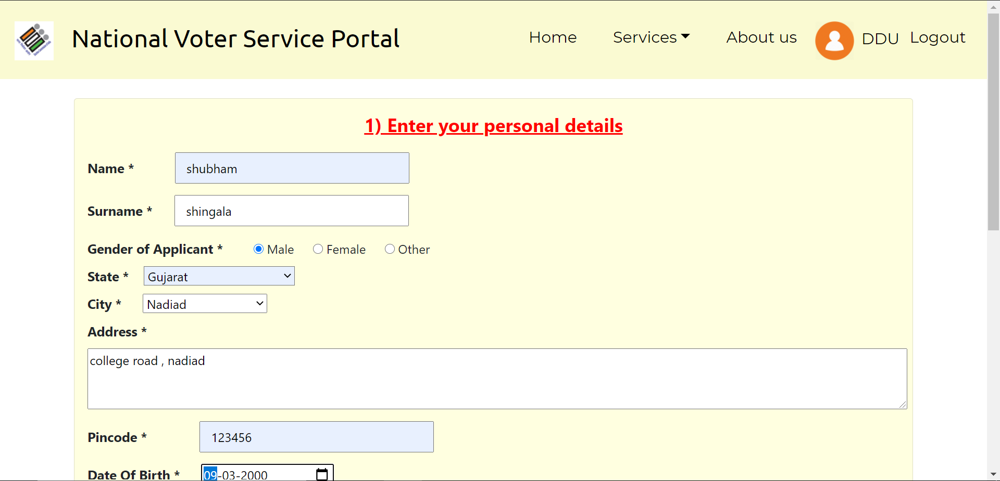 National Voter Service Portal
Home Services About us DDU Logout
1) Enter your personal details
Name * shubham
Surname * shingala
Gender of Applicant * Male Female Other
State * Gujarat
City * Nadiad
Address *
college road , nadiad
Pincode * 123456
Date Of Birth * 09-03-2000